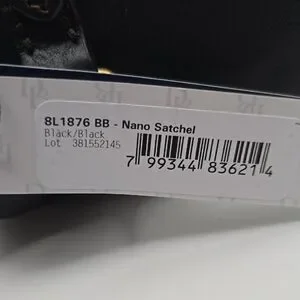 8L1876 BB - Nano Satchel
Black/Black
Lot 381552145
7 99344 83621 4